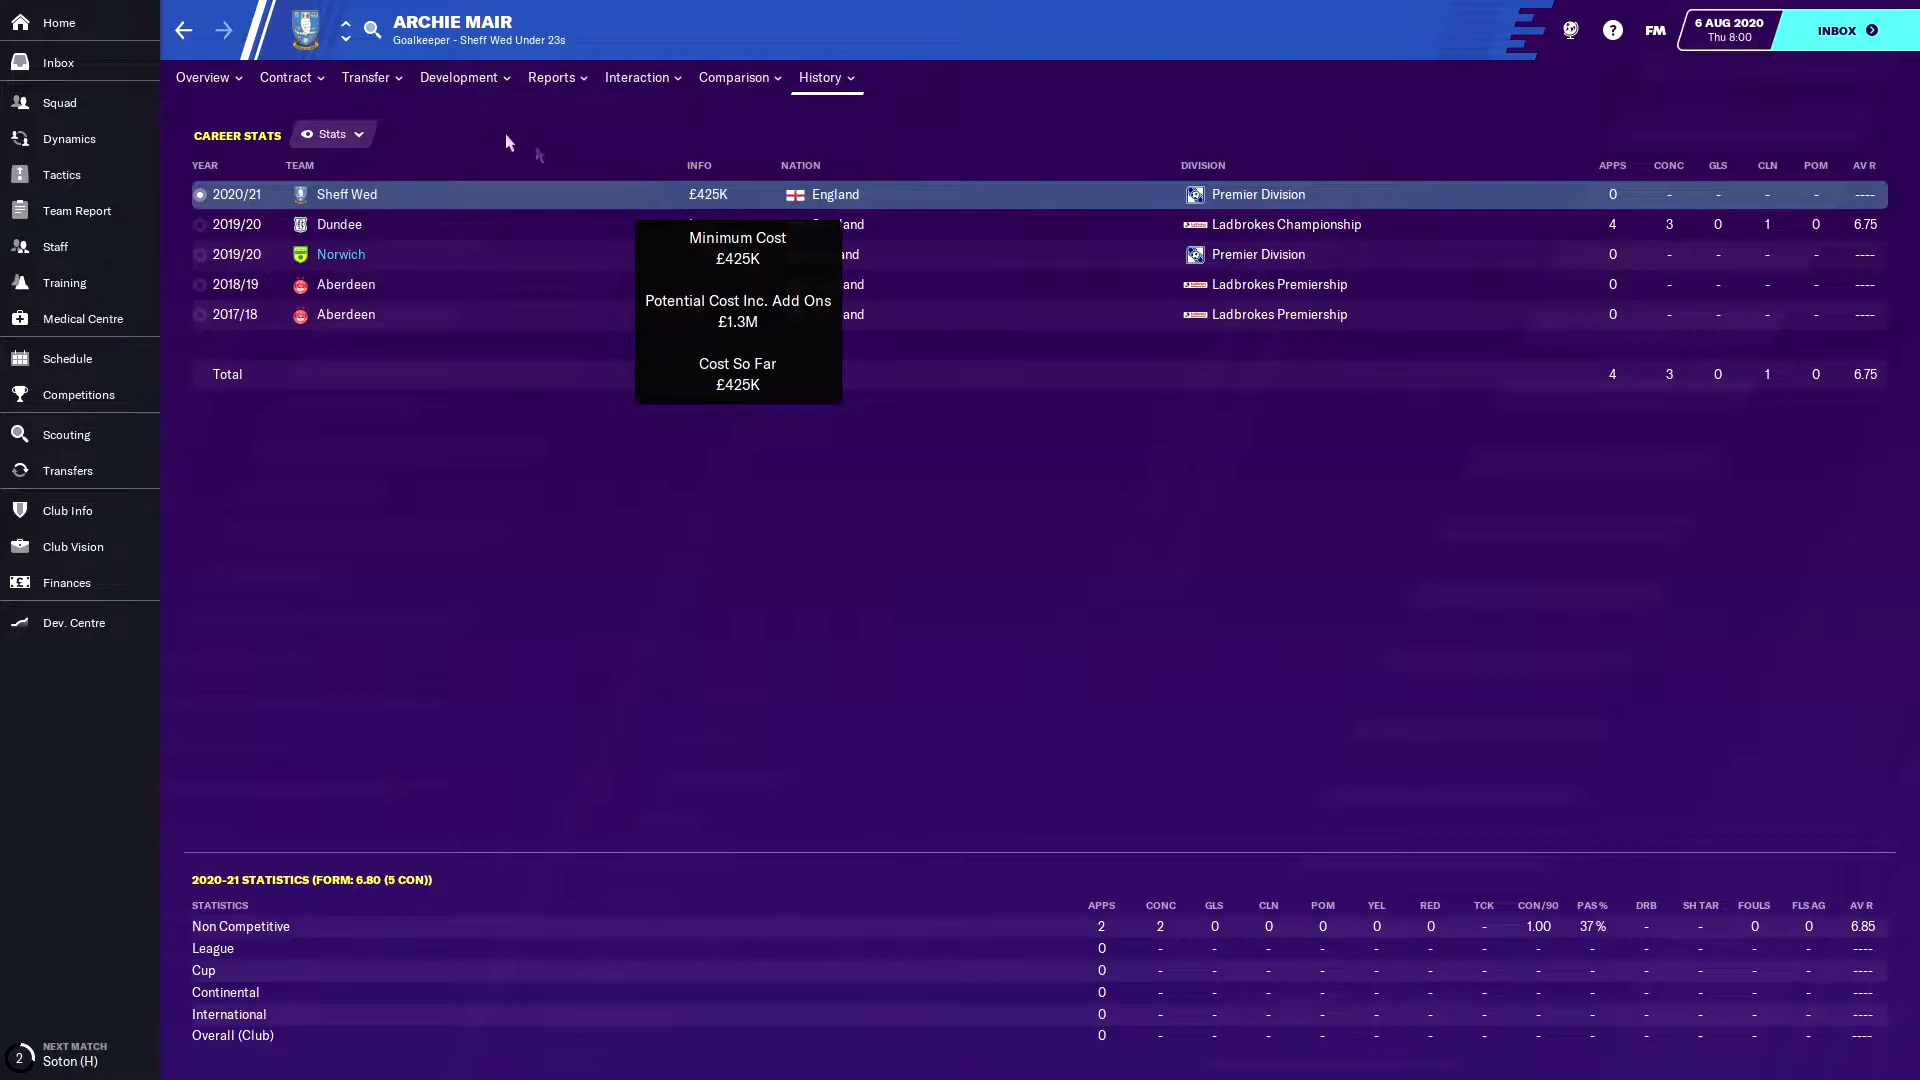 Home
Inbox
Squad
Dynamics
Tactics
Team Report
Staff
Training
Medical Centre
Schedule
Competitions
Scouting
Transfers
Club Info
Club Vision
Finances
Dev. Centre
2 NEXT MATCH
Soton (H)
ARCHIE MAIR
Goalkeeper - Sheff Wed Under 23s
FM
6 AUG 2020
Thu 8:00
INBOX
Overview Contract Transfer Development Reports Interaction Comparison History
CAREER STATS Stats
YEAR TEAM INFO NATION DIVISION APPS CONC GLS CLN POM AV R
2020/21 Sheff Wed £425K England Premier Division 0 - - - - ----
2019/20 Dundee Ladbrokes Championship 4 3 0 1 0 6.75
2019/20 Norwich Premier Division 0 - - - - ----
2018/19 Aberdeen Ladbrokes Premiership 0 - - - - ----
2017/18 Aberdeen Ladbrokes Premiership 0 - - - - ----
Total 4 3 0 1 0 6.75
Minimum Cost
£425K
Potential Cost Inc. Add Ons
£1.3M
Cost So Far
£425K
2020-21 STATISTICS (FORM: 6.80 (5 CON))
STATISTICS APPS CONC GLS CLN POM YEL RED TCK CON/90 PAS % DRB SH TAR FOULS FLS AG AV R
Non Competitive 2 2 0 0 0 0 0 - 1.00 37 % - - 0 0 6.85
League 0 - - - - - - - - - - - - - ----
Cup 0 - - - - - - - - - - - - - ----
Continental 0 - - - - - - - - - - - - - ----
International 0 - - - - - - - - - - - - - ----
Overall (Club) 0 - - - - - - - - - - - - - ----